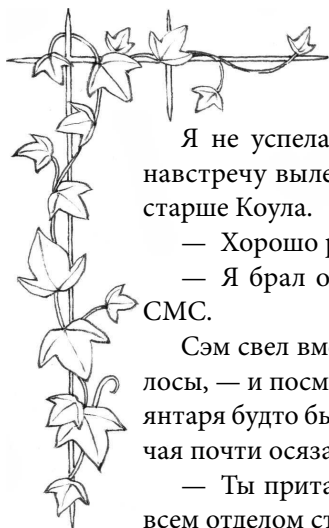 Я не успела
навстречу выле
старше Коула.
— Хорошо р
— Я брал о
СМС.
Сэм свел вме
лосы, — и посм
янтаря будто бы
чая почти осяза
— Ты прита
всем отделом ст